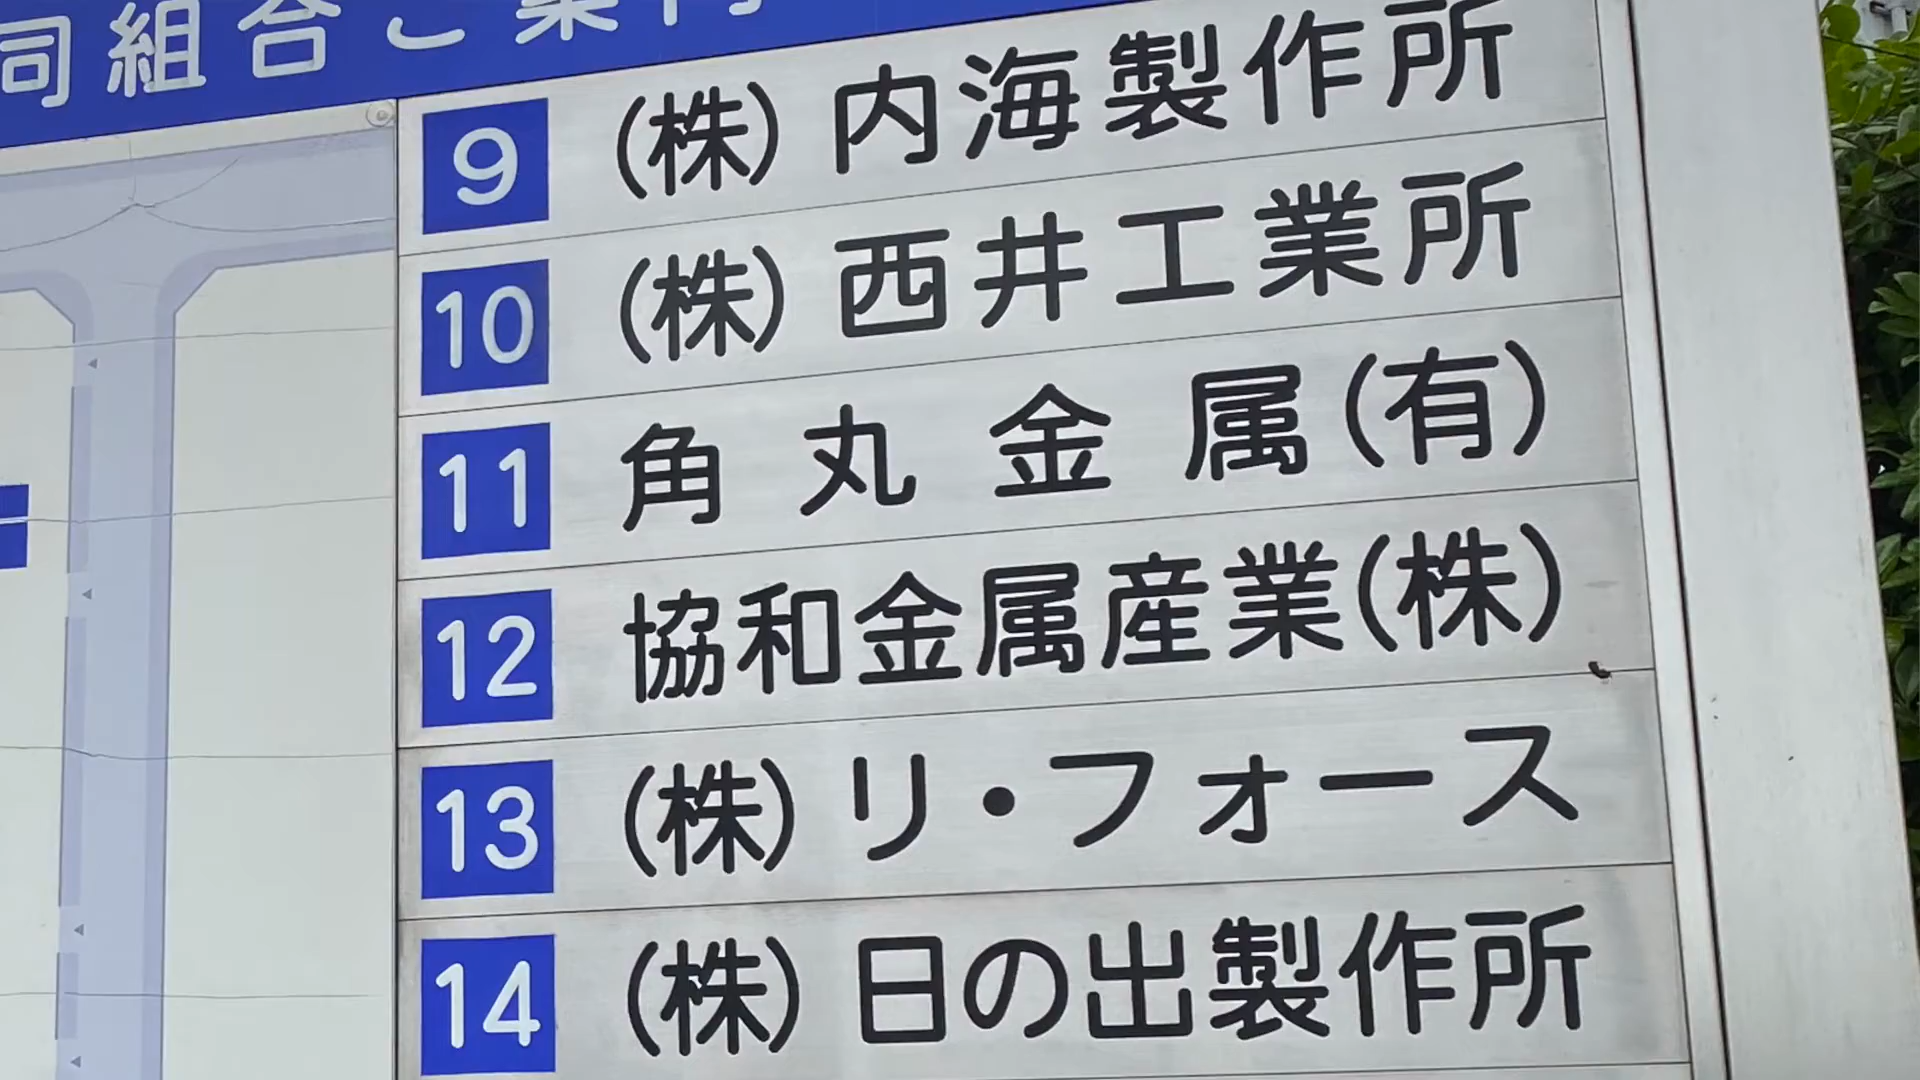 同組合ご案内
9 (株)内海製作所
10 (株)西井工業所
11 角丸金属(有)
12 協和金属産業(株)
13 (株)リ・フォース
14 (株)日の出製作所